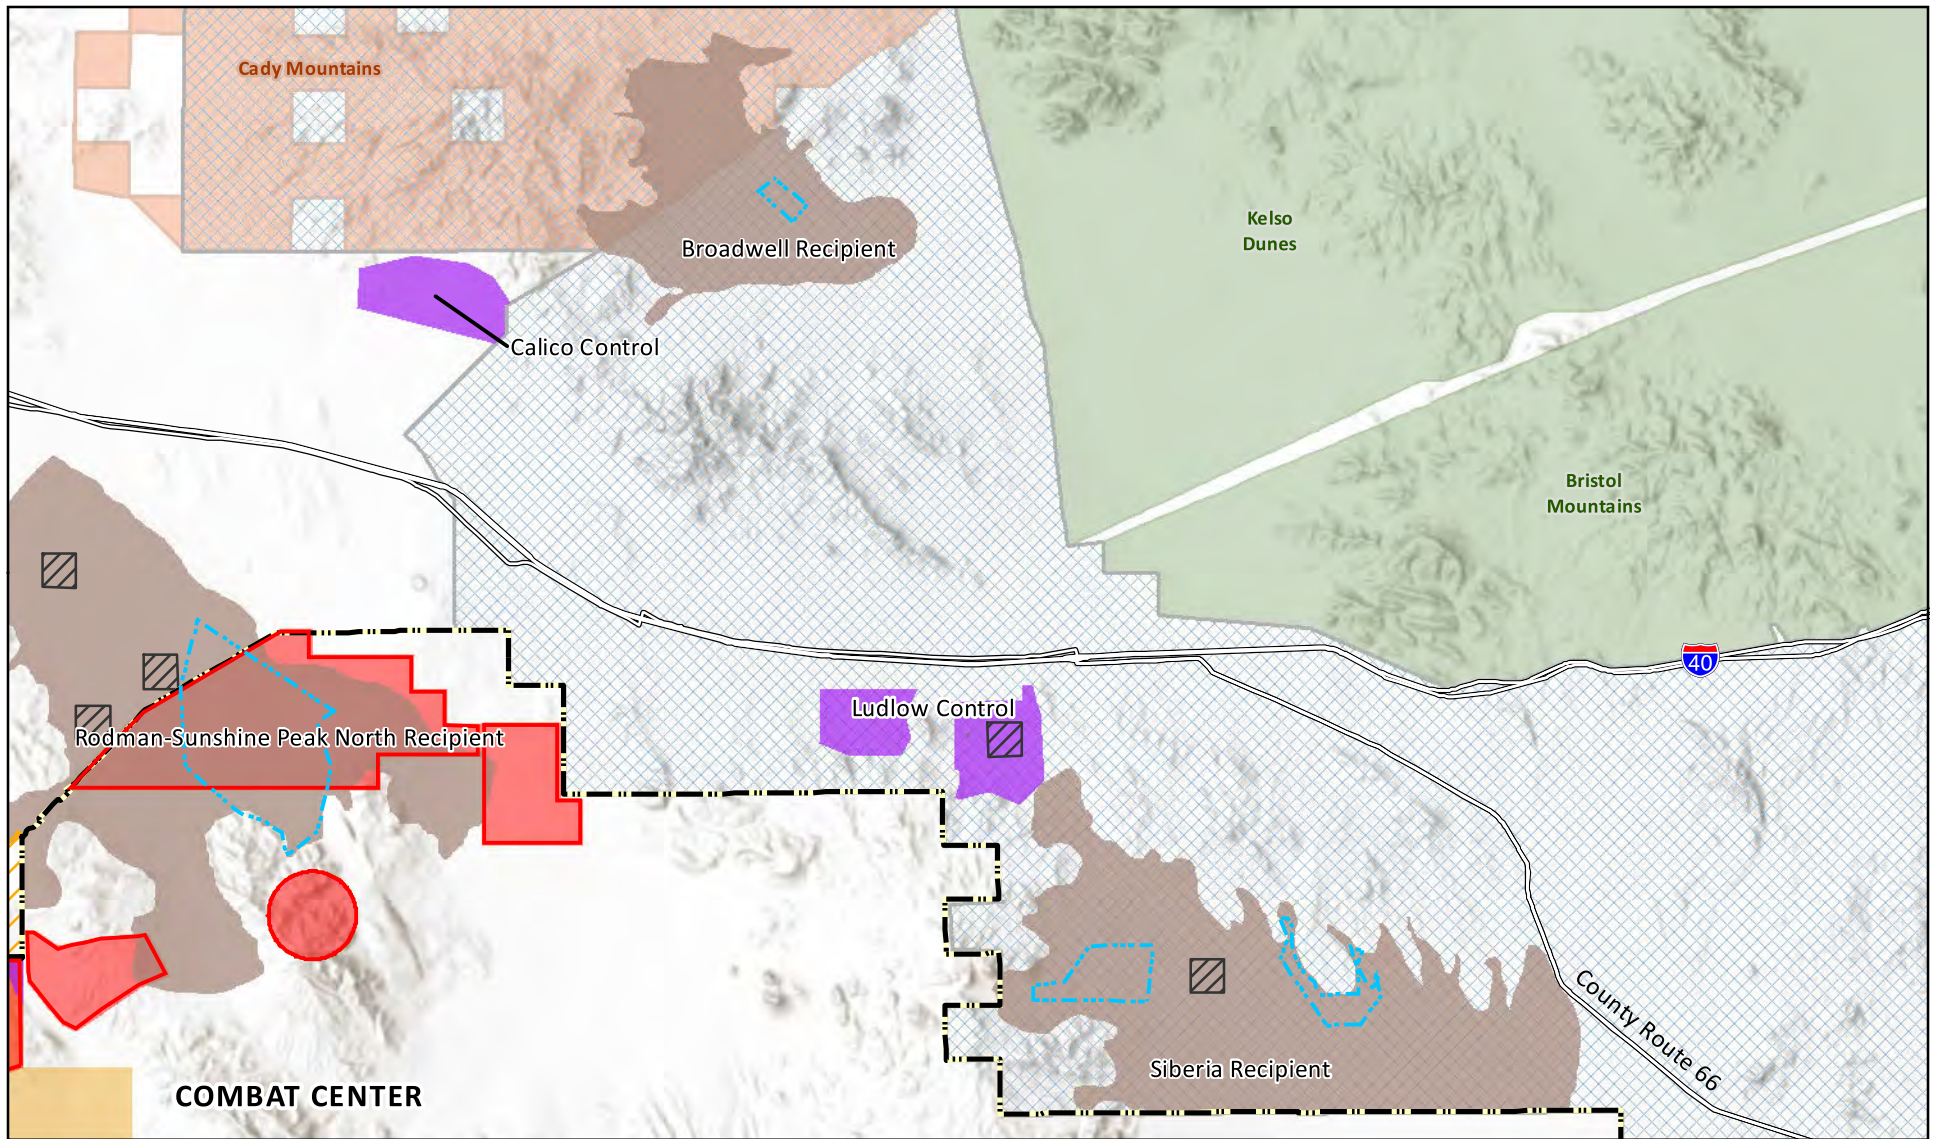 Cady Mountains
Kelso
Dunes
Broadwell Recipient
Calico Control
Bristol
Mountains
40
Ludlow Control
Rodman-Sunshine Peak North Recipient
County Route 66
Siberia Recipient
COMBAT CENTER